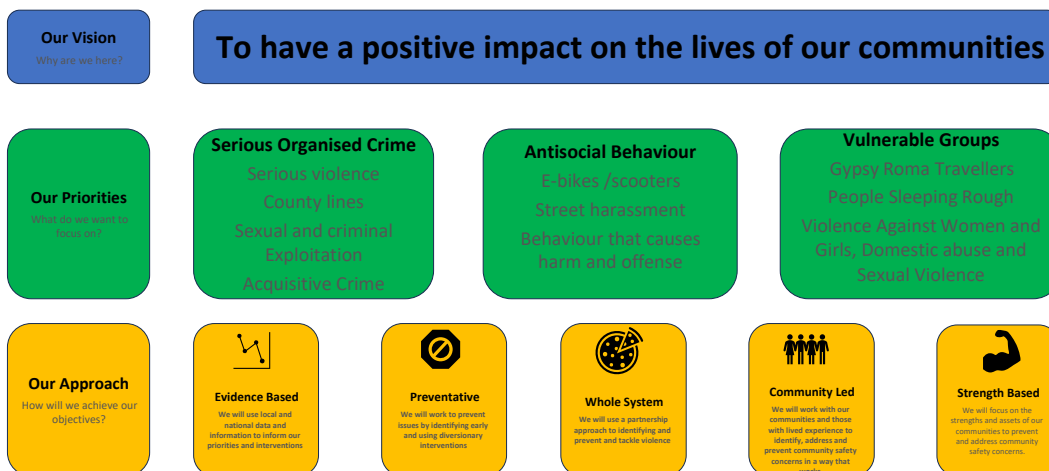 Our Vision
Why are we here?
To have a positive impact on the lives of our communities
Our Priorities
What do we want to
focus on?
Serious Organised Crime
Serious violence
County lines
Sexual and criminal
Exploitation
Acquisitive Crime
Antisocial Behaviour
E-bikes /scooters
Street harassment
Behaviour that causes
harm and offense
Vulnerable Groups
Gypsy Roma Travellers
People Sleeping Rough
Violence Against Women and
Girls, Domestic abuse and
Sexual Violence
Our Approach
How will we achieve our
objectives?
Evidence Based
We will use local and
national data and
information to inform our
priorities and interventions
Preventative
We will work to prevent
issues by identifying early
and using diversionary
interventions
Whole System
We will use a partnership
approach to identifying and
prevent and tackle violence
Community Led
We will work with our
communities and those
with lived experience to
identify, address and
prevent community safety
concerns in a way that
Strength Based
We will focus on the
strengths and assets of our
communities to prevent
and address community
safety concerns.